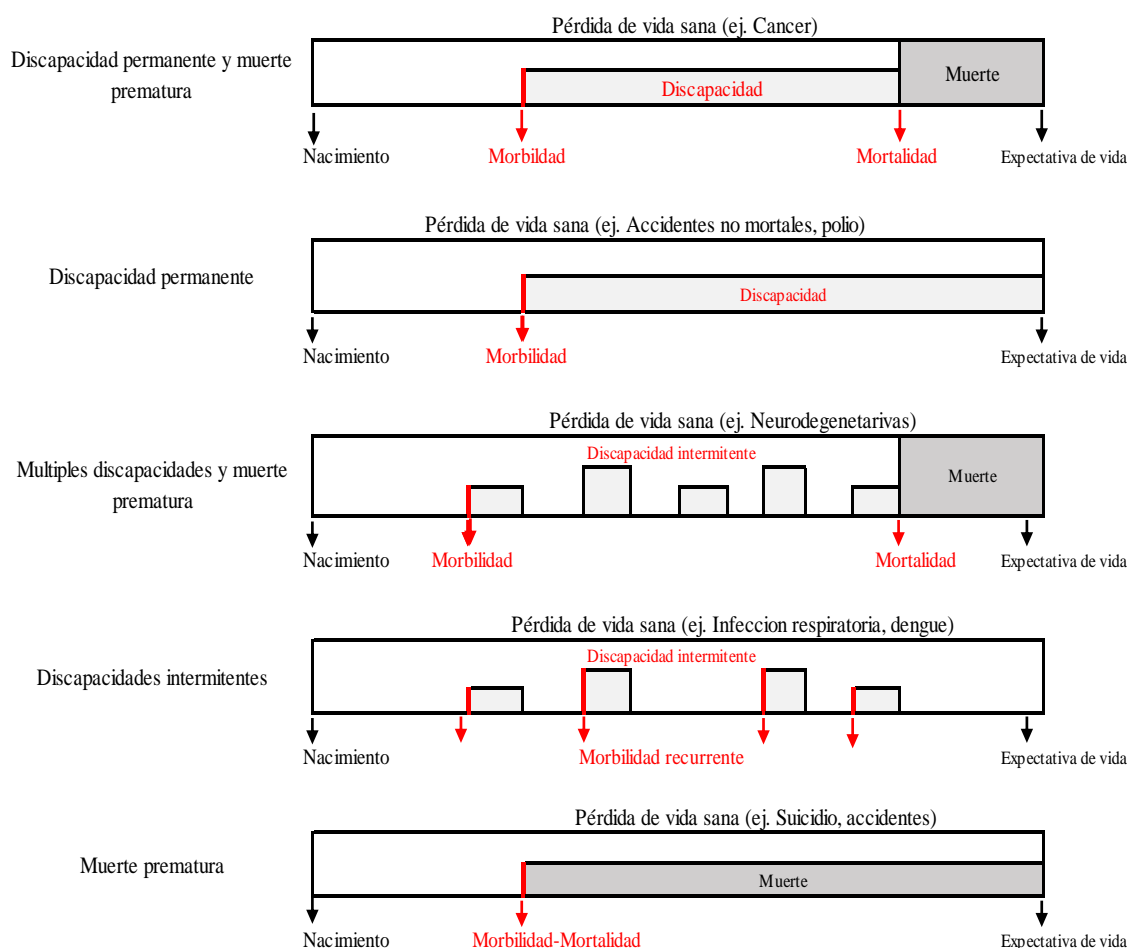 Pérdida de vida sana (ej. Cancer)
Discapacidad permanente y muerte
prematura
Discapacidad
Muerte
Nacimiento
Morbildad
Mortalidad
Expectativa de vida
Pérdida de vida sana (ej. Accidentes no mortales, polio)
Discapacidad permanente
Discapacidad
Nacimiento
Morbilidad
Expectativa de vida
Pérdida de vida sana (ej. Neurodegenetarivas)
Multiples discapacidades y muerte
prematura
Discapacidad intermitente
Muerte
Nacimiento
Morbilidad
Mortalidad
Expectativa de vida
Pérdida de vida sana (ej. Infeccion respiratoria, dengue)
Discapacidades intermitentes
Discapacidad intermitente
Nacimiento
Morbilidad recurrente
Expectativa de vida
Pérdida de vida sana (ej. Suicidio, accidentes)
Muerte prematura
Muerte
Nacimiento
Morbilidad-Mortalidad
Expectativa de vida